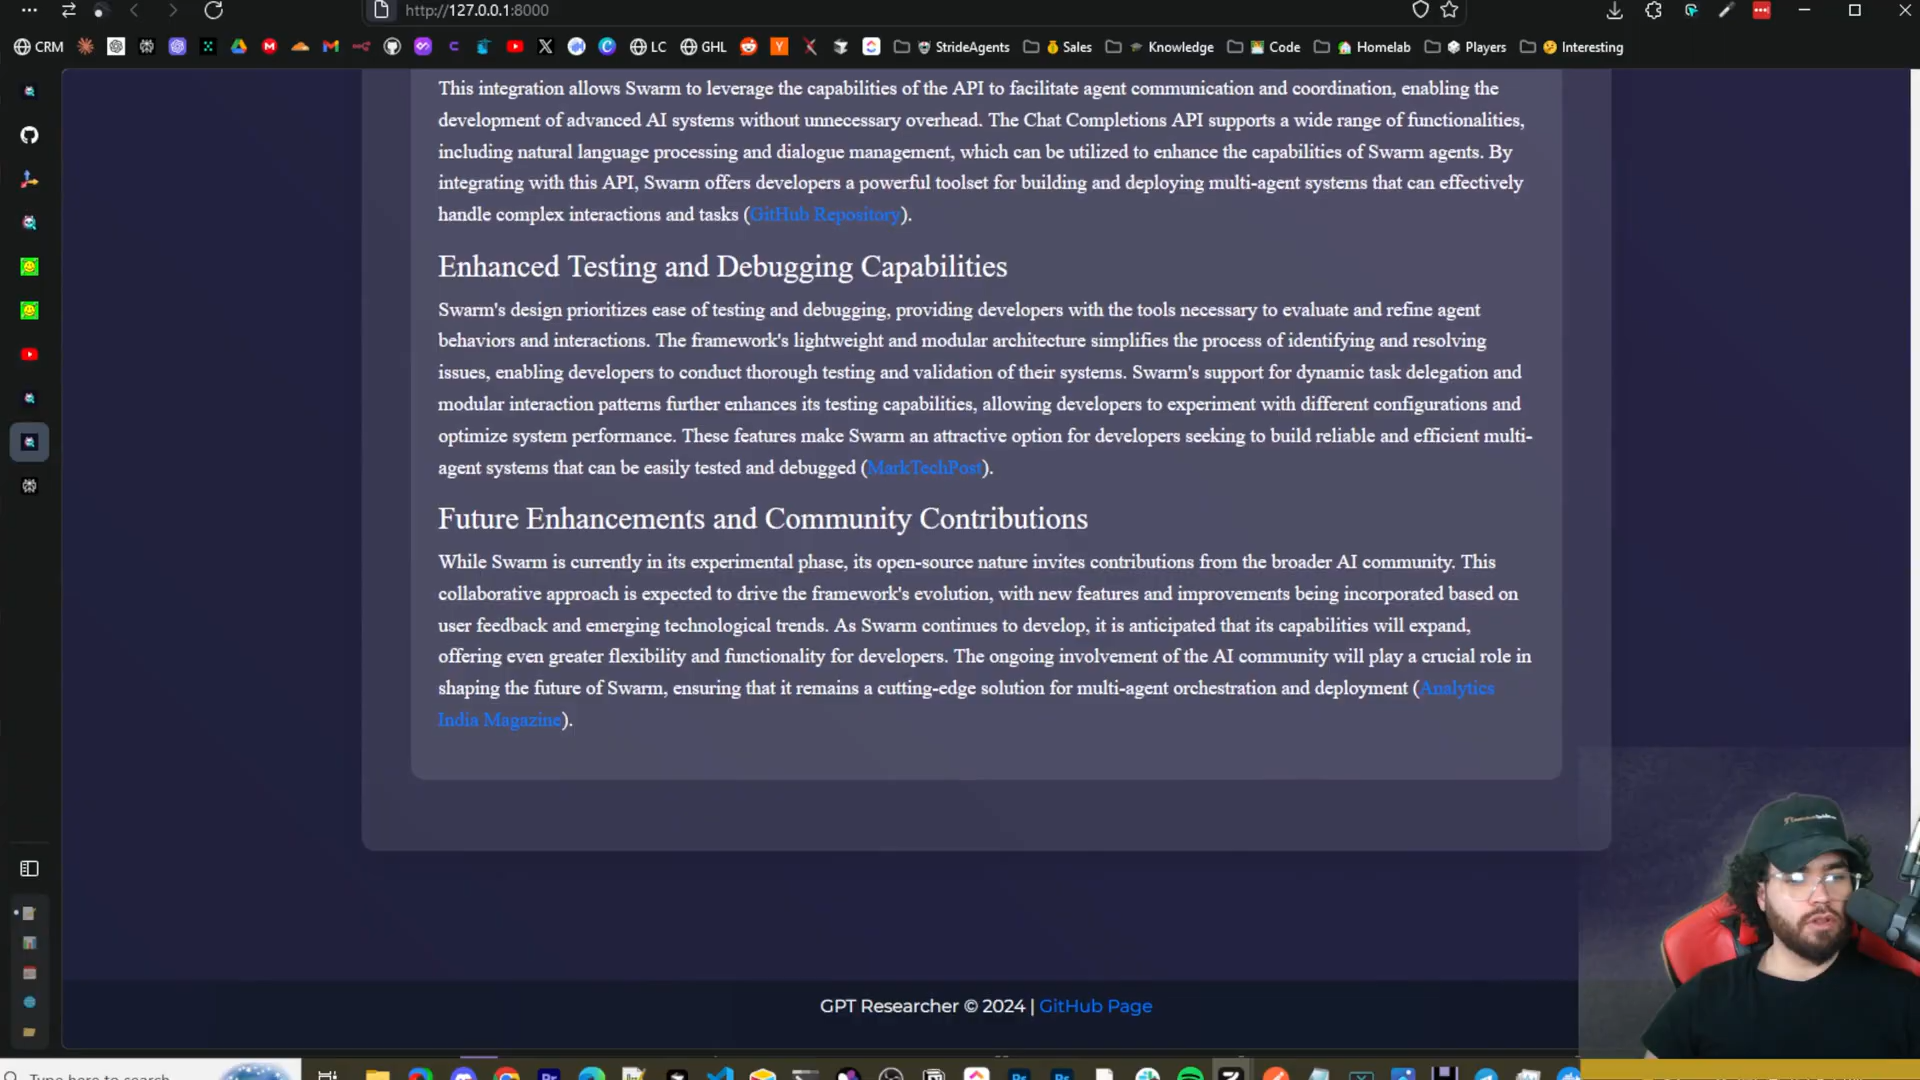 http://127.0.0.1:8000
CRM LC GHL StrideAgents Sales Knowledge Code Homelab Players Interesting
This integration allows Swarm to leverage the capabilities of the API to facilitate agent communication and coordination, enabling the
development of advanced AI systems without unnecessary overhead. The Chat Completions API supports a wide range of functionalities,
including natural language processing and dialogue management, which can be utilized to enhance the capabilities of Swarm agents. By
integrating with this API, Swarm offers developers a powerful toolset for building and deploying multi-agent systems that can effectively
handle complex interactions and tasks (GitHub Repository).
Enhanced Testing and Debugging Capabilities
Swarm's design prioritizes ease of testing and debugging, providing developers with the tools necessary to evaluate and refine agent
behaviors and interactions. The framework's lightweight and modular architecture simplifies the process of identifying and resolving
issues, enabling developers to conduct thorough testing and validation of their systems. Swarm's support for dynamic task delegation and
modular interaction patterns further enhances its testing capabilities, allowing developers to experiment with different configurations and
optimize system performance. These features make Swarm an attractive option for developers seeking to build reliable and efficient multi-
agent systems that can be easily tested and debugged (MarkTechPost).
Future Enhancements and Community Contributions
While Swarm is currently in its experimental phase, its open-source nature invites contributions from the broader AI community. This
collaborative approach is expected to drive the framework's evolution, with new features and improvements being incorporated based on
user feedback and emerging technological trends. As Swarm continues to develop, it is anticipated that its capabilities will expand,
offering even greater flexibility and functionality for developers. The ongoing involvement of the AI community will play a crucial role in
shaping the future of Swarm, ensuring that it remains a cutting-edge solution for multi-agent orchestration and deployment (Analytics
India Magazine).
GPT Researcher © 2024 | GitHub Page
Type here to search